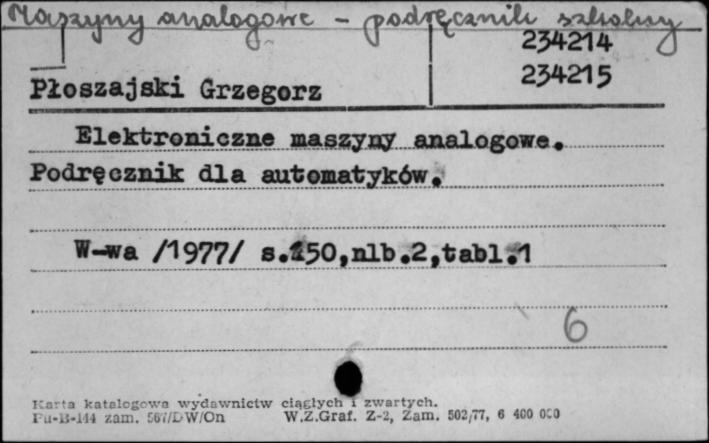 Maszyny analogowe - podręcznik szkolny
234214
234215
Płoszajski Grzegorz
Elektroniczne maszyny analogowe.
Podręcznik dla automatyków.
W-wa /1977/ s.250,nlb.2,tabl.1
6
Karta katalogowa wydawnictw ciągłych i zwartych.
Pu-B-144 zam. 567/DW/On W.Z.Graf. Z-2, Zam. 502/77, 6 400 000